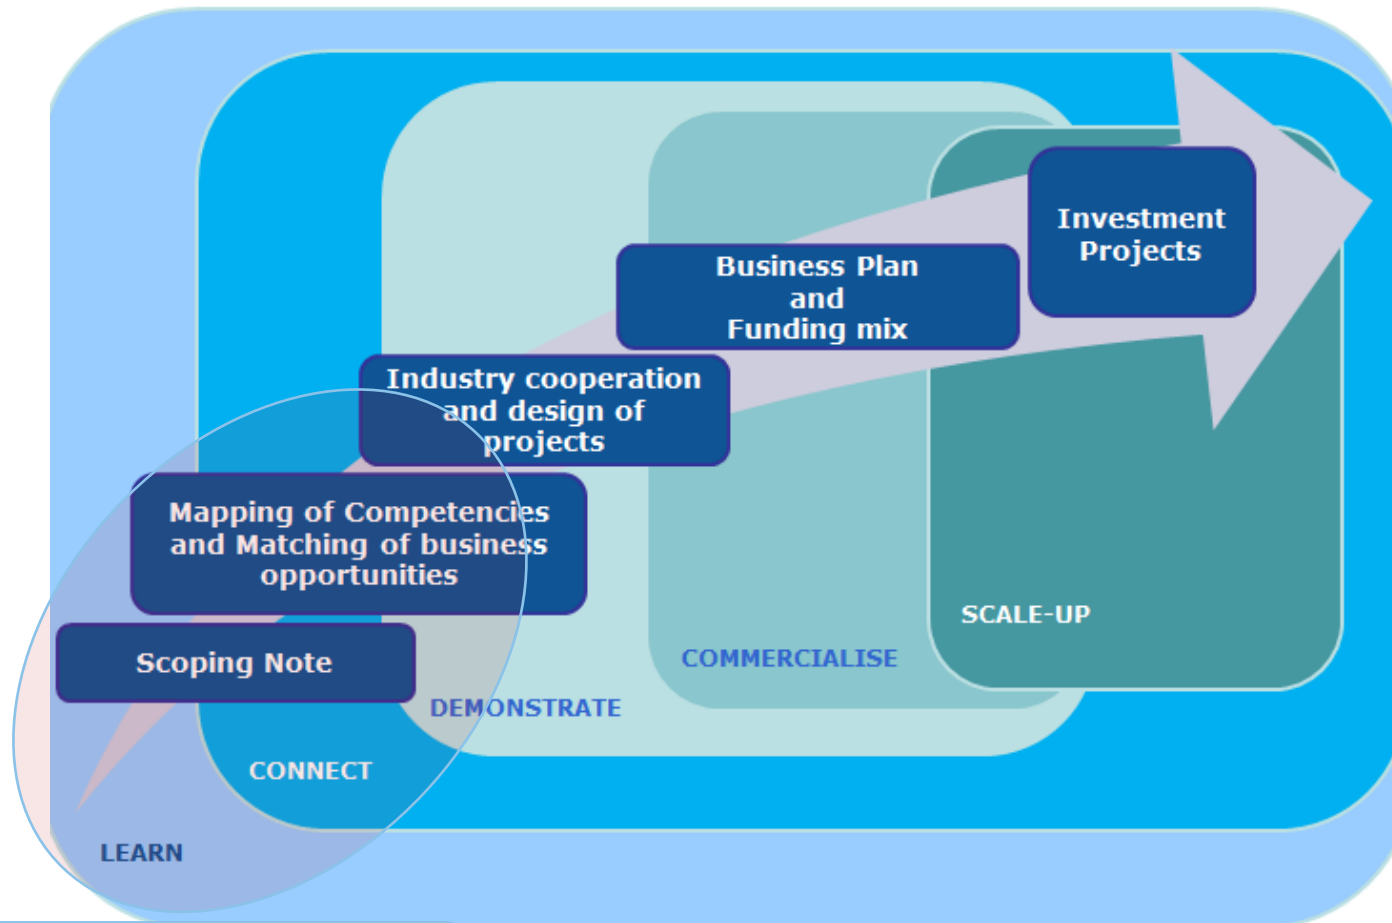 Investment
Projects
Business Plan
and
Funding mix
Industry cooperation
and design of
projects
Mapping of Competencies
and Matching of business
opportunities
Scoping Note
SCALE-UP
COMMERCIALISE
DEMONSTRATE
CONNECT
LEARN